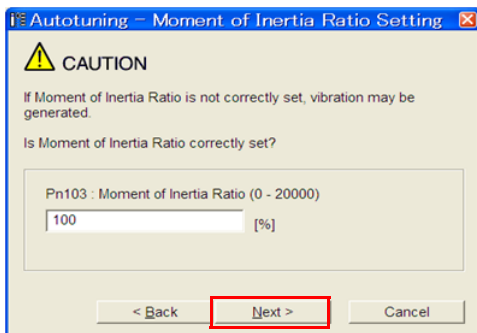 Autotuning - Moment of Inertia Ratio Setting
CAUTION
If Moment of Inertia Ratio is not correctly set, vibration may be
generated.
Is Moment of Inertia Ratio correctly set?
Pn103 : Moment of Inertia Ratio (0 - 20000)
100 [%]
< Back Next > Cancel